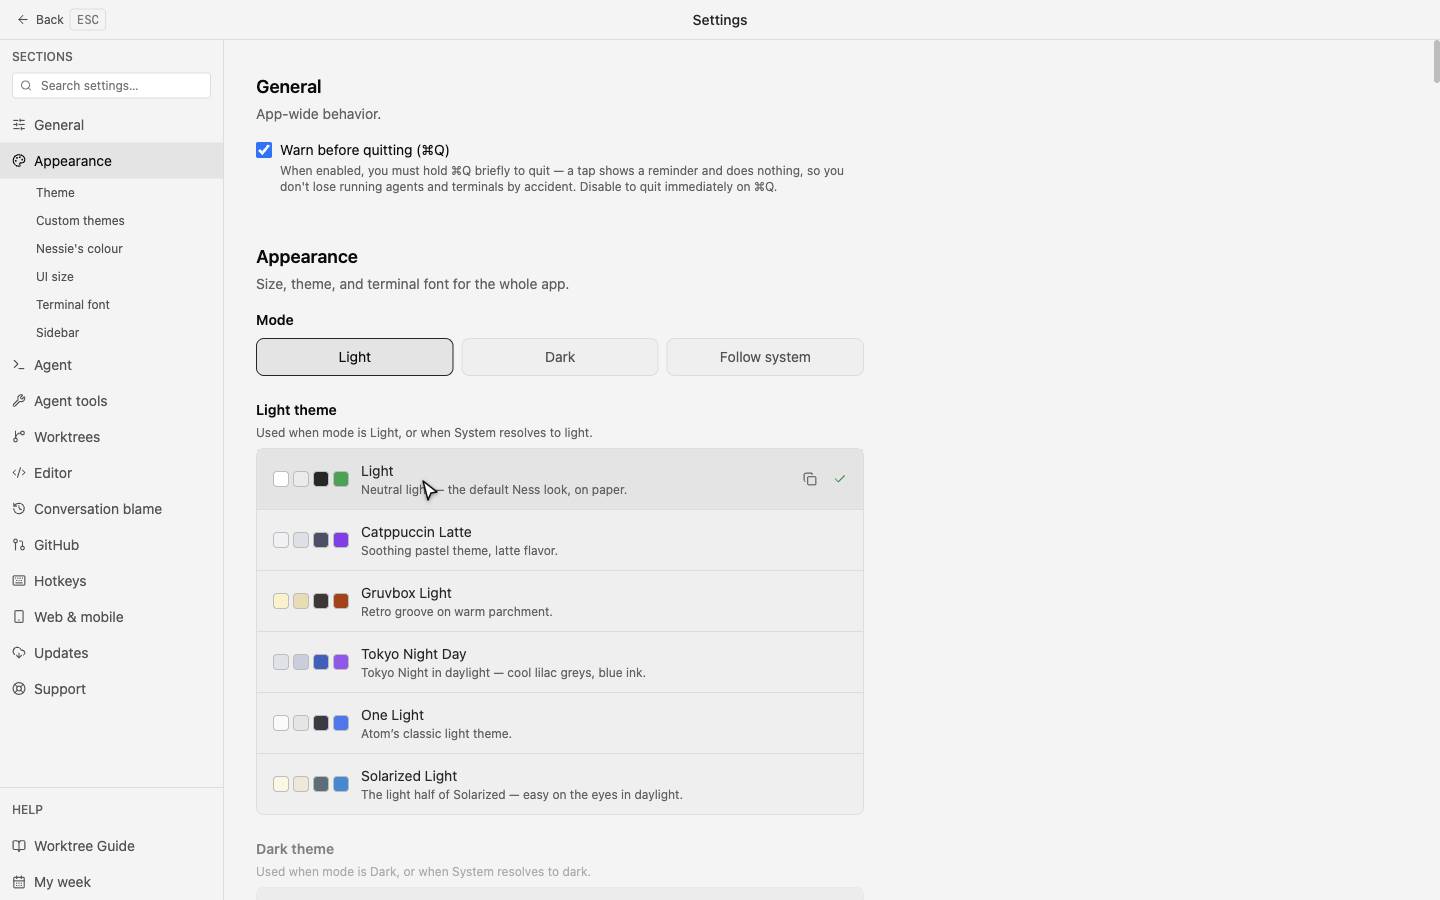 Back ESC
Settings
SECTIONS
Search settings...
General
Appearance
Theme
Custom themes
Nessie's colour
UI size
Terminal font
Sidebar
Agent
Agent tools
Worktrees
Editor
Conversation blame
GitHub
Hotkeys
Web & mobile
Updates
Support
HELP
Worktree Guide
My week
General
App-wide behavior.
Warn before quitting (⌘Q)
When enabled, you must hold ⌘Q briefly to quit — a tap shows a reminder and does nothing, so you
don't lose running agents and terminals by accident. Disable to quit immediately on ⌘Q.
Appearance
Size, theme, and terminal font for the whole app.
Mode
Light
Dark
Follow system
Light theme
Used when mode is Light, or when System resolves to light.
Light
Neutral light — the default Ness look, on paper.
Catppuccin Latte
Soothing pastel theme, latte flavor.
Gruvbox Light
Retro groove on warm parchment.
Tokyo Night Day
Tokyo Night in daylight — cool lilac greys, blue ink.
One Light
Atom's classic light theme.
Solarized Light
The light half of Solarized — easy on the eyes in daylight.
Dark theme
Used when mode is Dark, or when System resolves to dark.